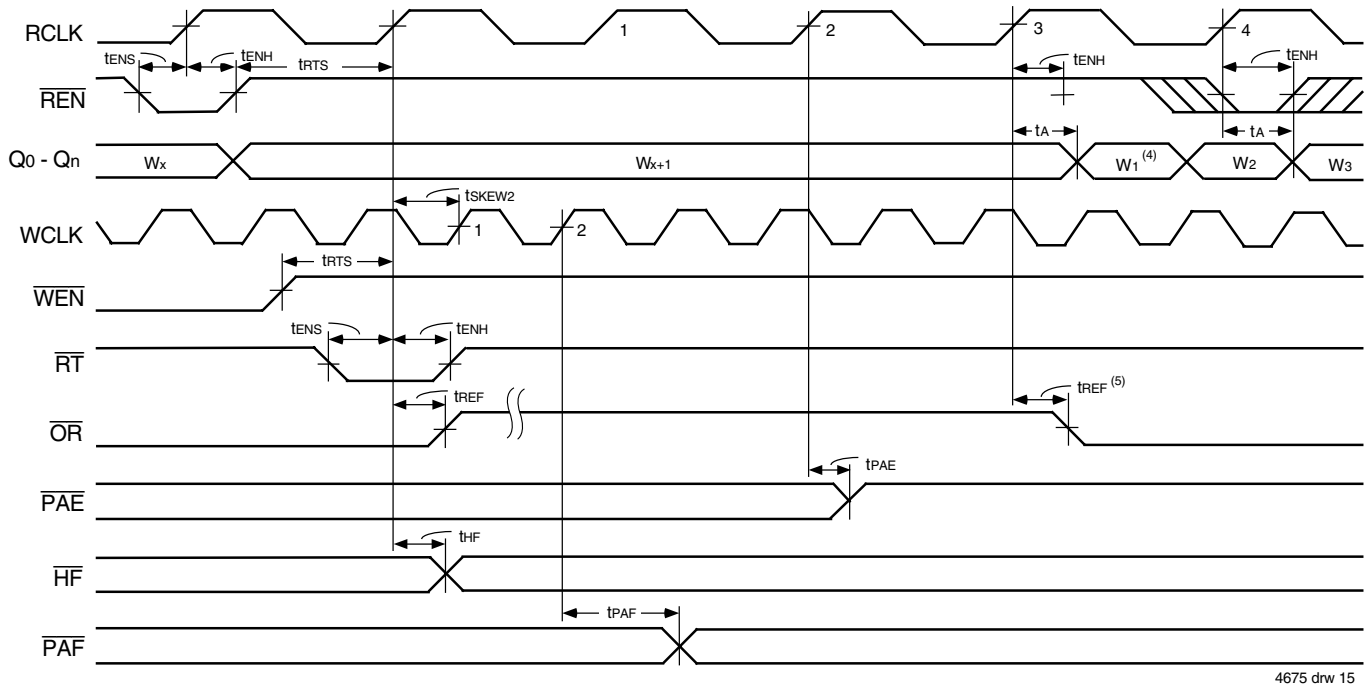 RCLK 1 2 3 4
tENS tENH tRTS tENH tENH
REN
tA tA
Q0 - Qn Wx Wx+1 W1 (4) W2 W3
tSKEW2
WCLK 1 2
tRTS
WEN
tENS tENH
RT
tREF tREF (5)
OR
tPAE
PAE
tHF
HF
tPAF
PAF
4675 drw 15